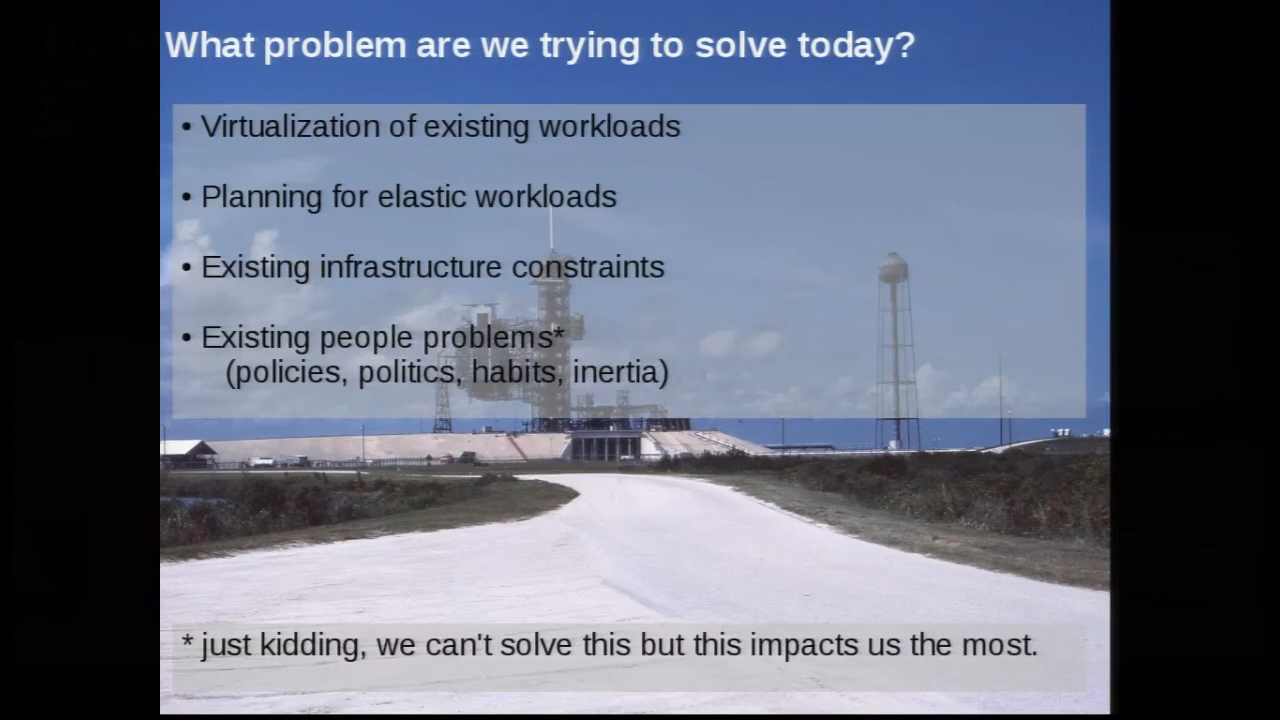 What problem are we trying to solve today?
• Virtualization of existing workloads
• Planning for elastic workloads
• Existing infrastructure constraints
• Existing people problems*
(policies, politics, habits, inertia)
* just kidding, we can't solve this but this impacts us the most.